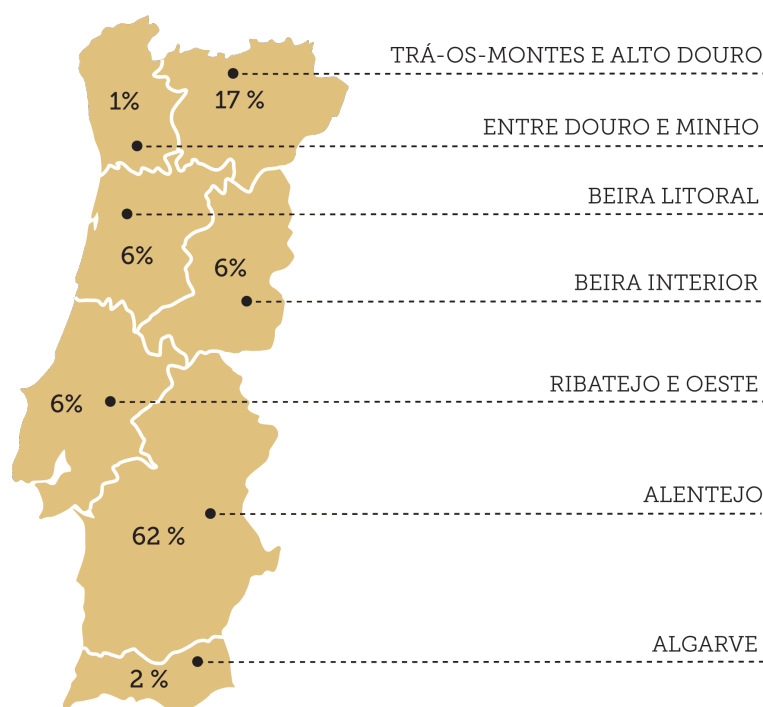 TRÁ-OS-MONTES E ALTO DOURO
1%
17 %
ENTRE DOURO E MINHO
BEIRA LITORAL
6%
6%
BEIRA INTERIOR
RIBATEJO E OESTE
6%
ALENTEJO
62 %
ALGARVE
2 %